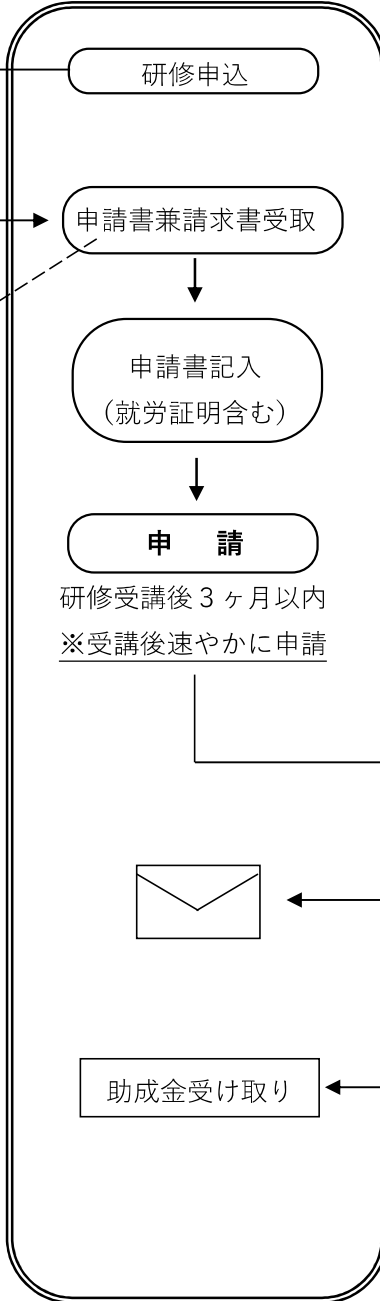 研修申込
申請書兼請求書受取
申請書記入
（就労証明含む）
申　請
研修受講後３ヶ月以内
※受講後速やかに申請
助成金受け取り